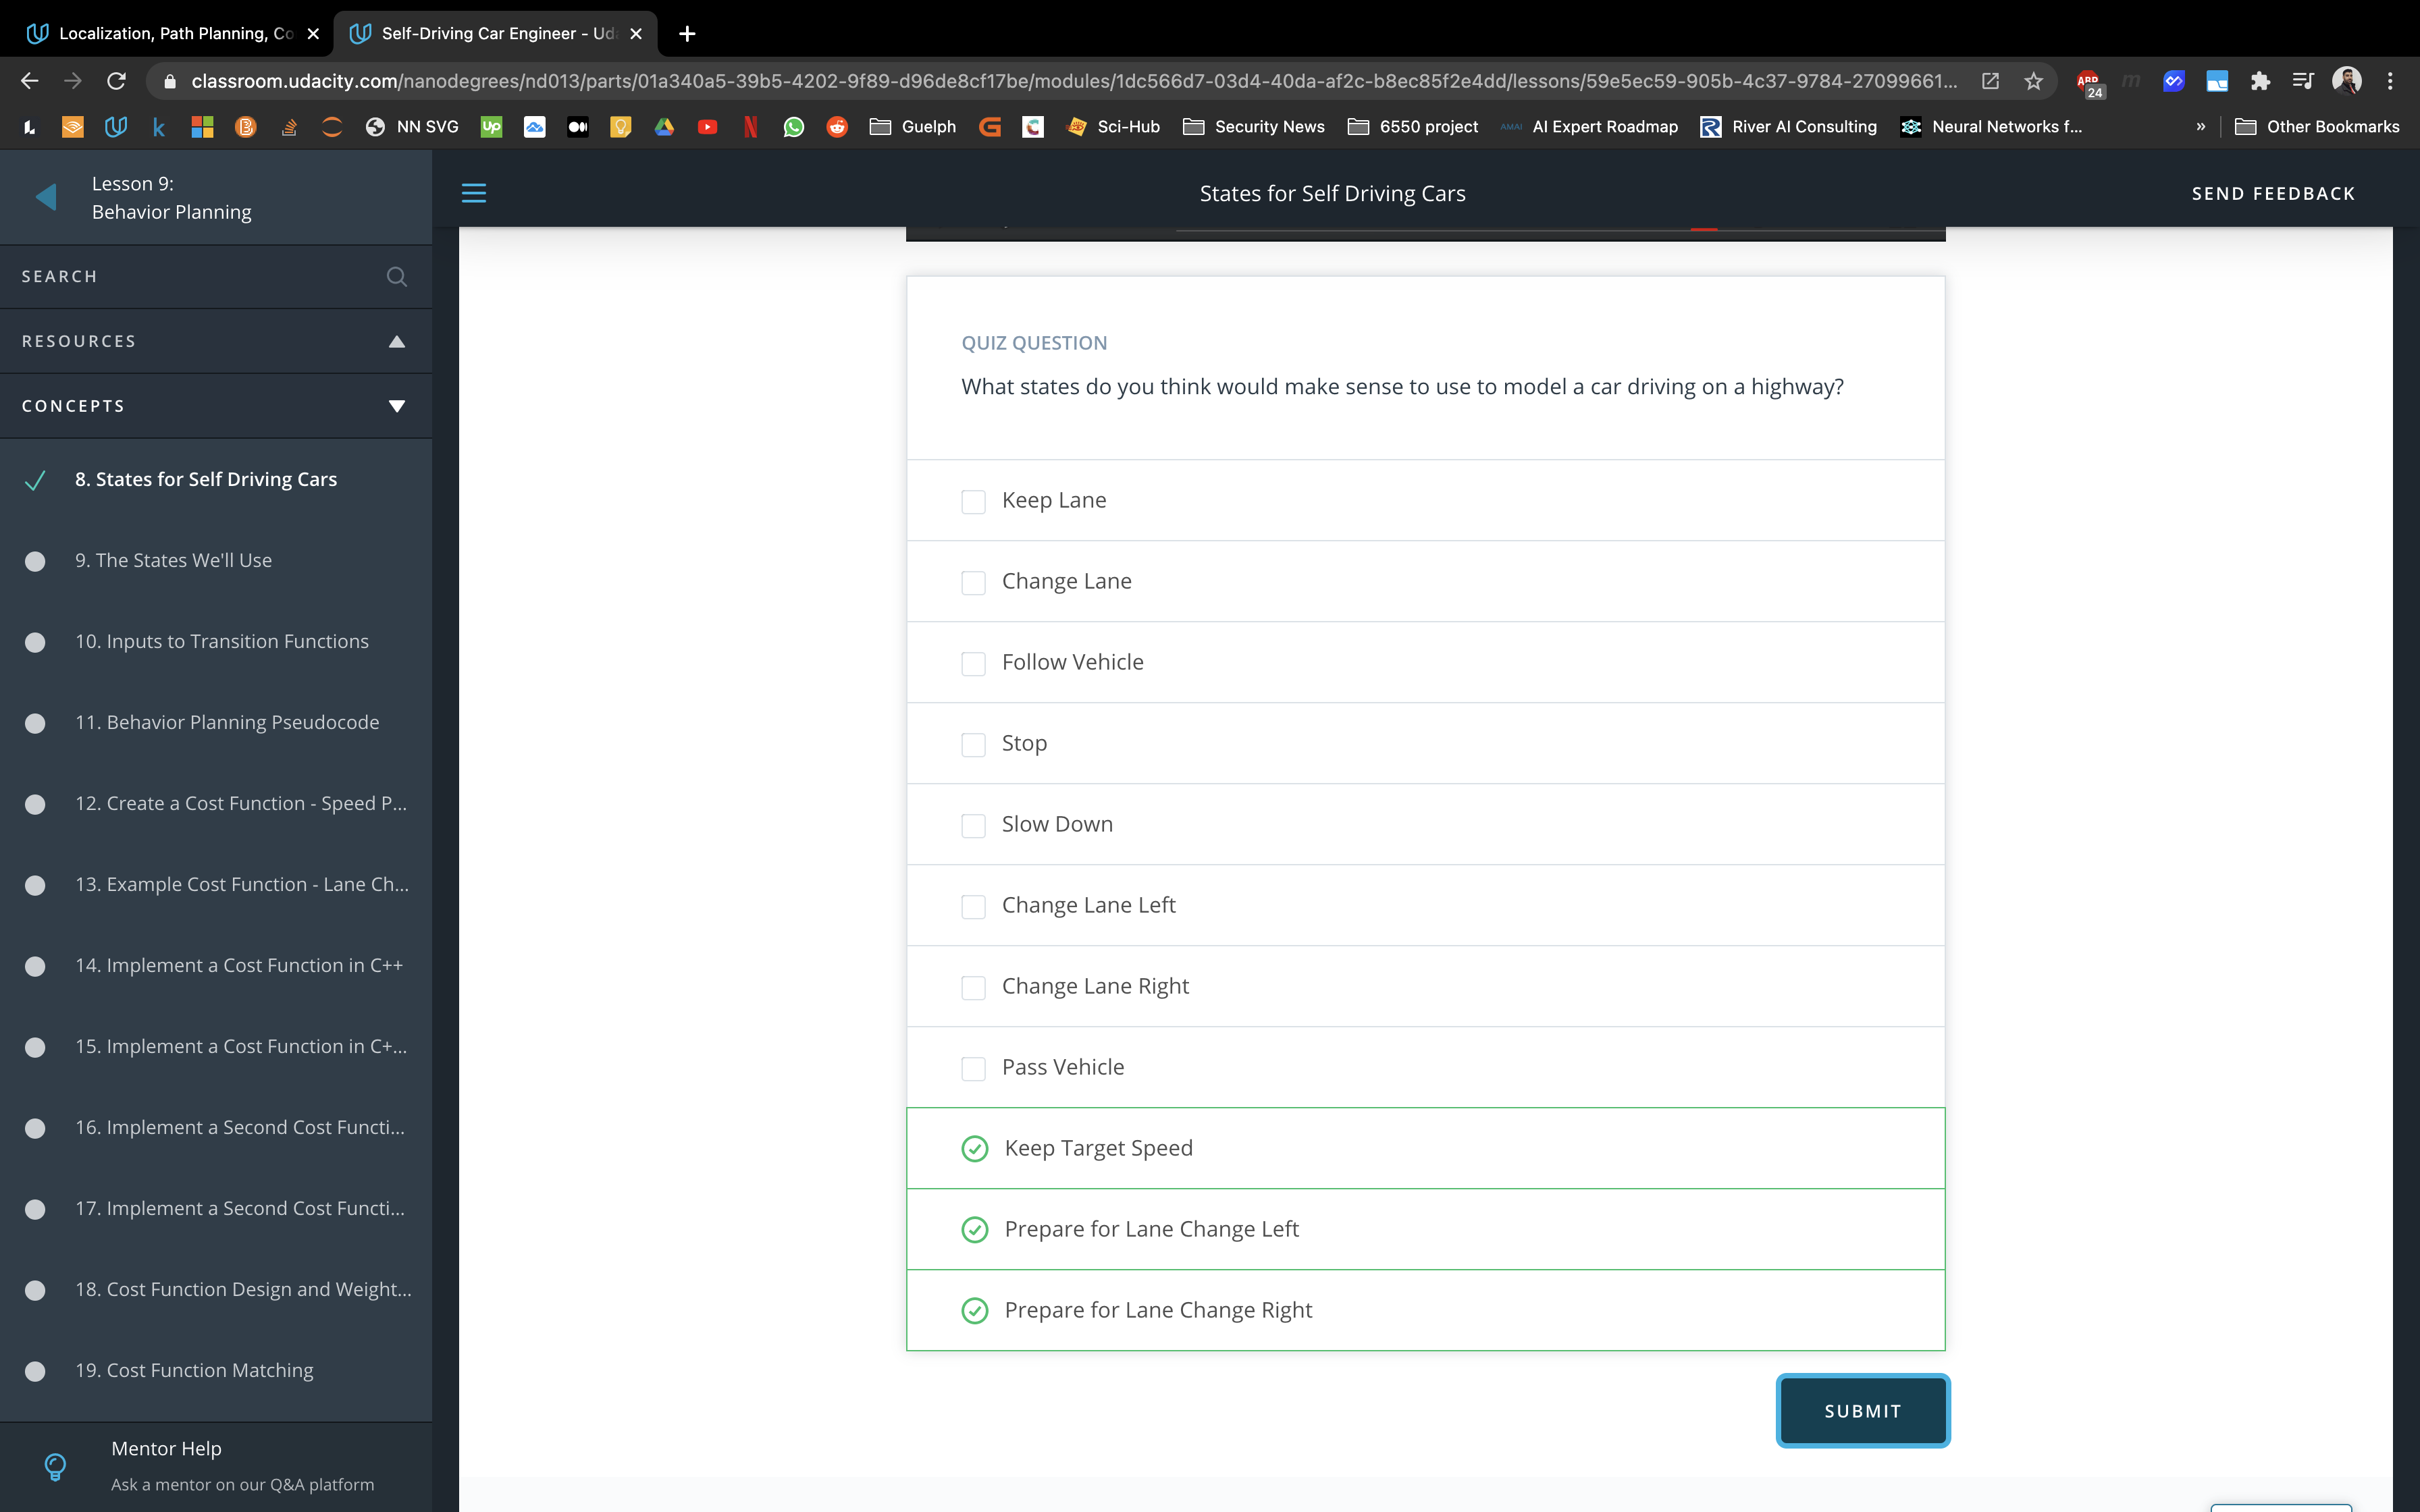 Localization, Path Planning, Co
Self-Driving Car Engineer - Uda
classroom.udacity.com/nanodegrees/nd013/parts/01a340a5-39b5-4202-9f89-d96de8cf17be/modules/1dc566d7-03d4-40da-af2c-b8ec85f2e4dd/lessons/59e5ec59-905b-4c37-9784-27099661...
ABP
24
NN SVG
Up
Guelph
Sci-Hub
Security News
6550 project
AMAI
AI Expert Roadmap
River AI Consulting
Neural Networks f...
»
Other Bookmarks
Lesson 9:
Behavior Planning
States for Self Driving Cars
SEND FEEDBACK
SEARCH
RESOURCES
CONCEPTS
8. States for Self Driving Cars
9. The States We'll Use
10. Inputs to Transition Functions
11. Behavior Planning Pseudocode
12. Create a Cost Function - Speed P...
13. Example Cost Function - Lane Ch...
14. Implement a Cost Function in C++
15. Implement a Cost Function in C+...
16. Implement a Second Cost Functi...
17. Implement a Second Cost Functi...
18. Cost Function Design and Weight...
19. Cost Function Matching
Mentor Help
Ask a mentor on our Q&A platform
QUIZ QUESTION
What states do you think would make sense to use to model a car driving on a highway?
Keep Lane
Change Lane
Follow Vehicle
Stop
Slow Down
Change Lane Left
Change Lane Right
Pass Vehicle
Keep Target Speed
Prepare for Lane Change Left
Prepare for Lane Change Right
SUBMIT